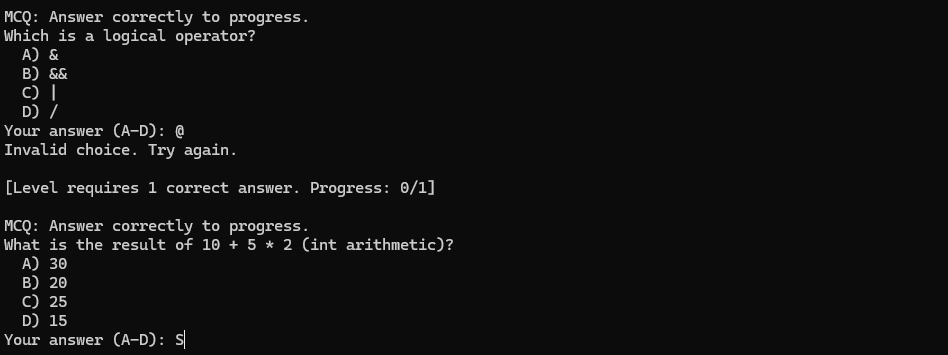 MCQ: Answer correctly to progress.
Which is a logical operator?
  A) &
  B) &&
  C) |
  D) /
Your answer (A-D): @
Invalid choice. Try again.

[Level requires 1 correct answer. Progress: 0/1]

MCQ: Answer correctly to progress.
What is the result of 10 + 5 * 2 (int arithmetic)?
  A) 30
  B) 20
  C) 25
  D) 15
Your answer (A-D): S